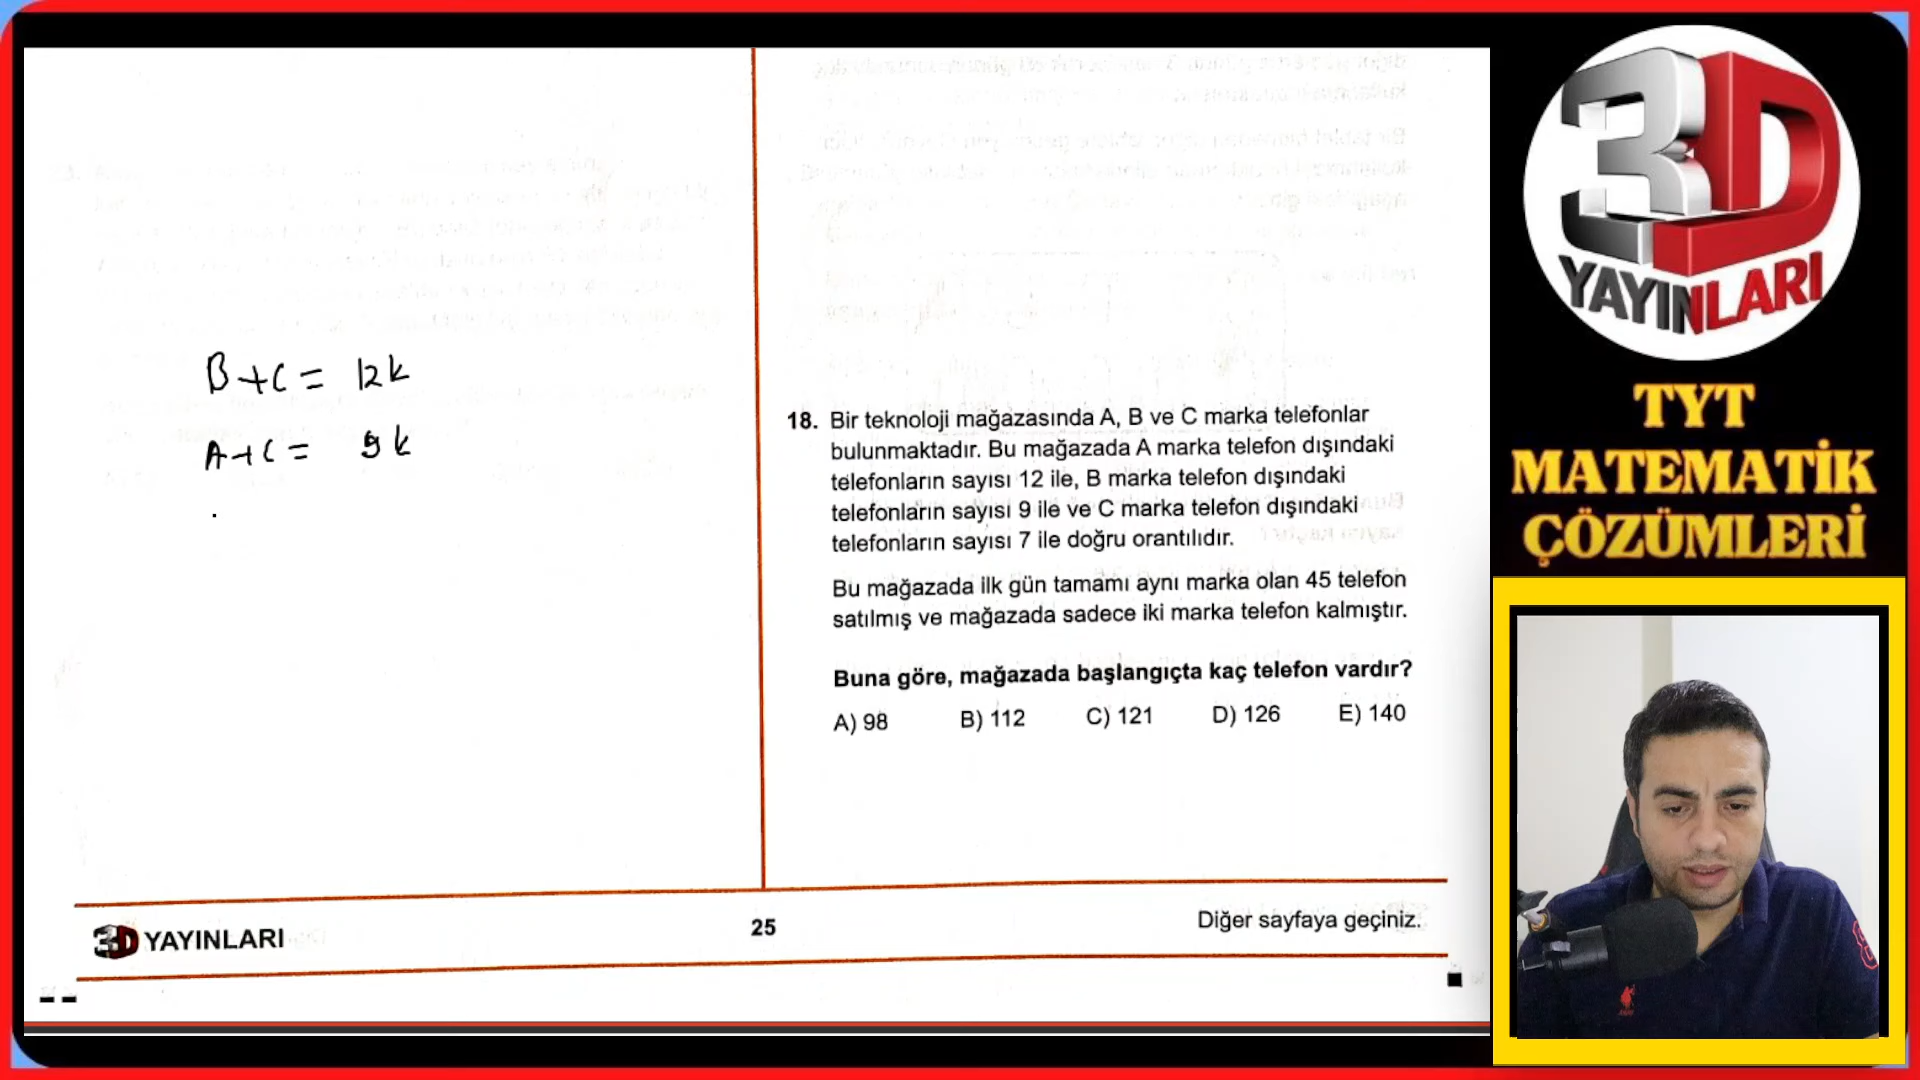 B+C = 12k
A+C = 9k
18. Bir teknoloji mağazasında A, B ve C marka telefonlar
bulunmaktadır. Bu mağazada A marka telefon dışındaki
telefonların sayısı 12 ile, B marka telefon dışındaki
telefonların sayısı 9 ile ve C marka telefon dışındaki
telefonların sayısı 7 ile doğru orantılıdır.
Bu mağazada ilk gün tamamı aynı marka olan 45 telefon
satılmış ve mağazada sadece iki marka telefon kalmıştır.
Buna göre, mağazada başlangıçta kaç telefon vardır?
A) 98 B) 112 C) 121 D) 126 E) 140
3D YAYINLARI
25
Diğer sayfaya geçiniz.
3D
YAYINLARI
TYT
MATEMATİK
ÇÖZÜMLERİ